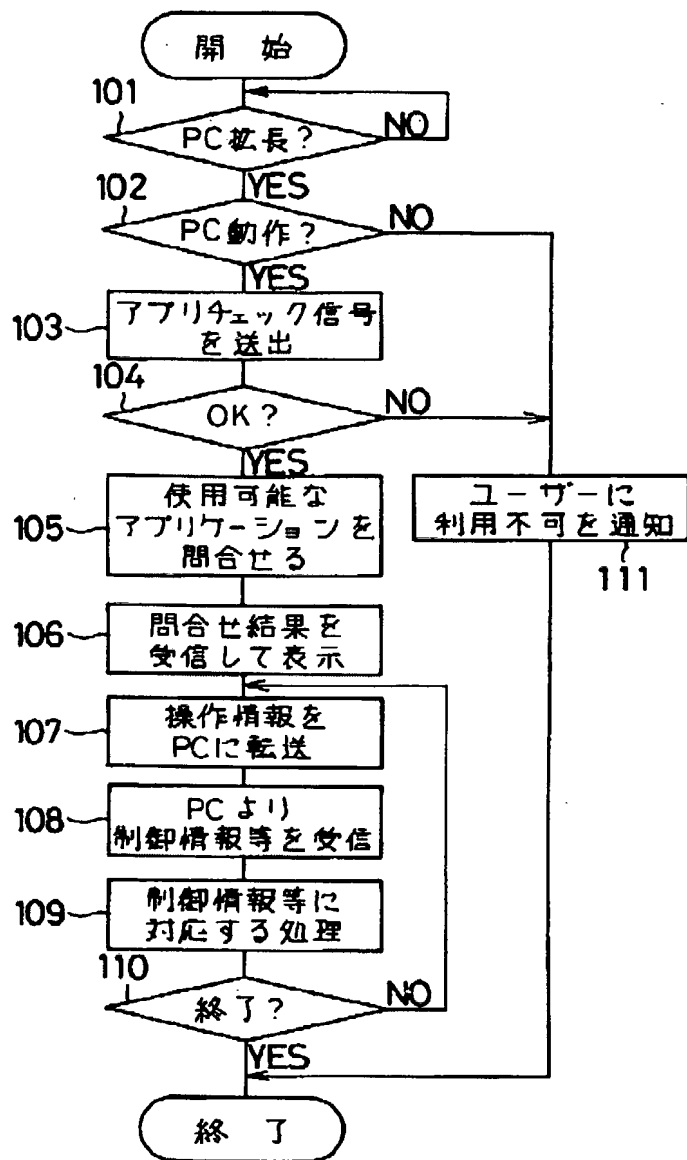 開 始
101
PC拡長?
NO
YES
102
PC動作?
NO
YES
103
アプリチェック信号
を送出
104
OK?
NO
YES
105
使用可能な
アプリケーションを
問合せる
ユーザーに
利用不可を通知
111
106
問合せ結果を
受信して表示
107
操作情報を
PCに転送
108
PCより
制御情報等を受信
109
制御情報等に
対応する処理
110
終了?
NO
YES
終 了